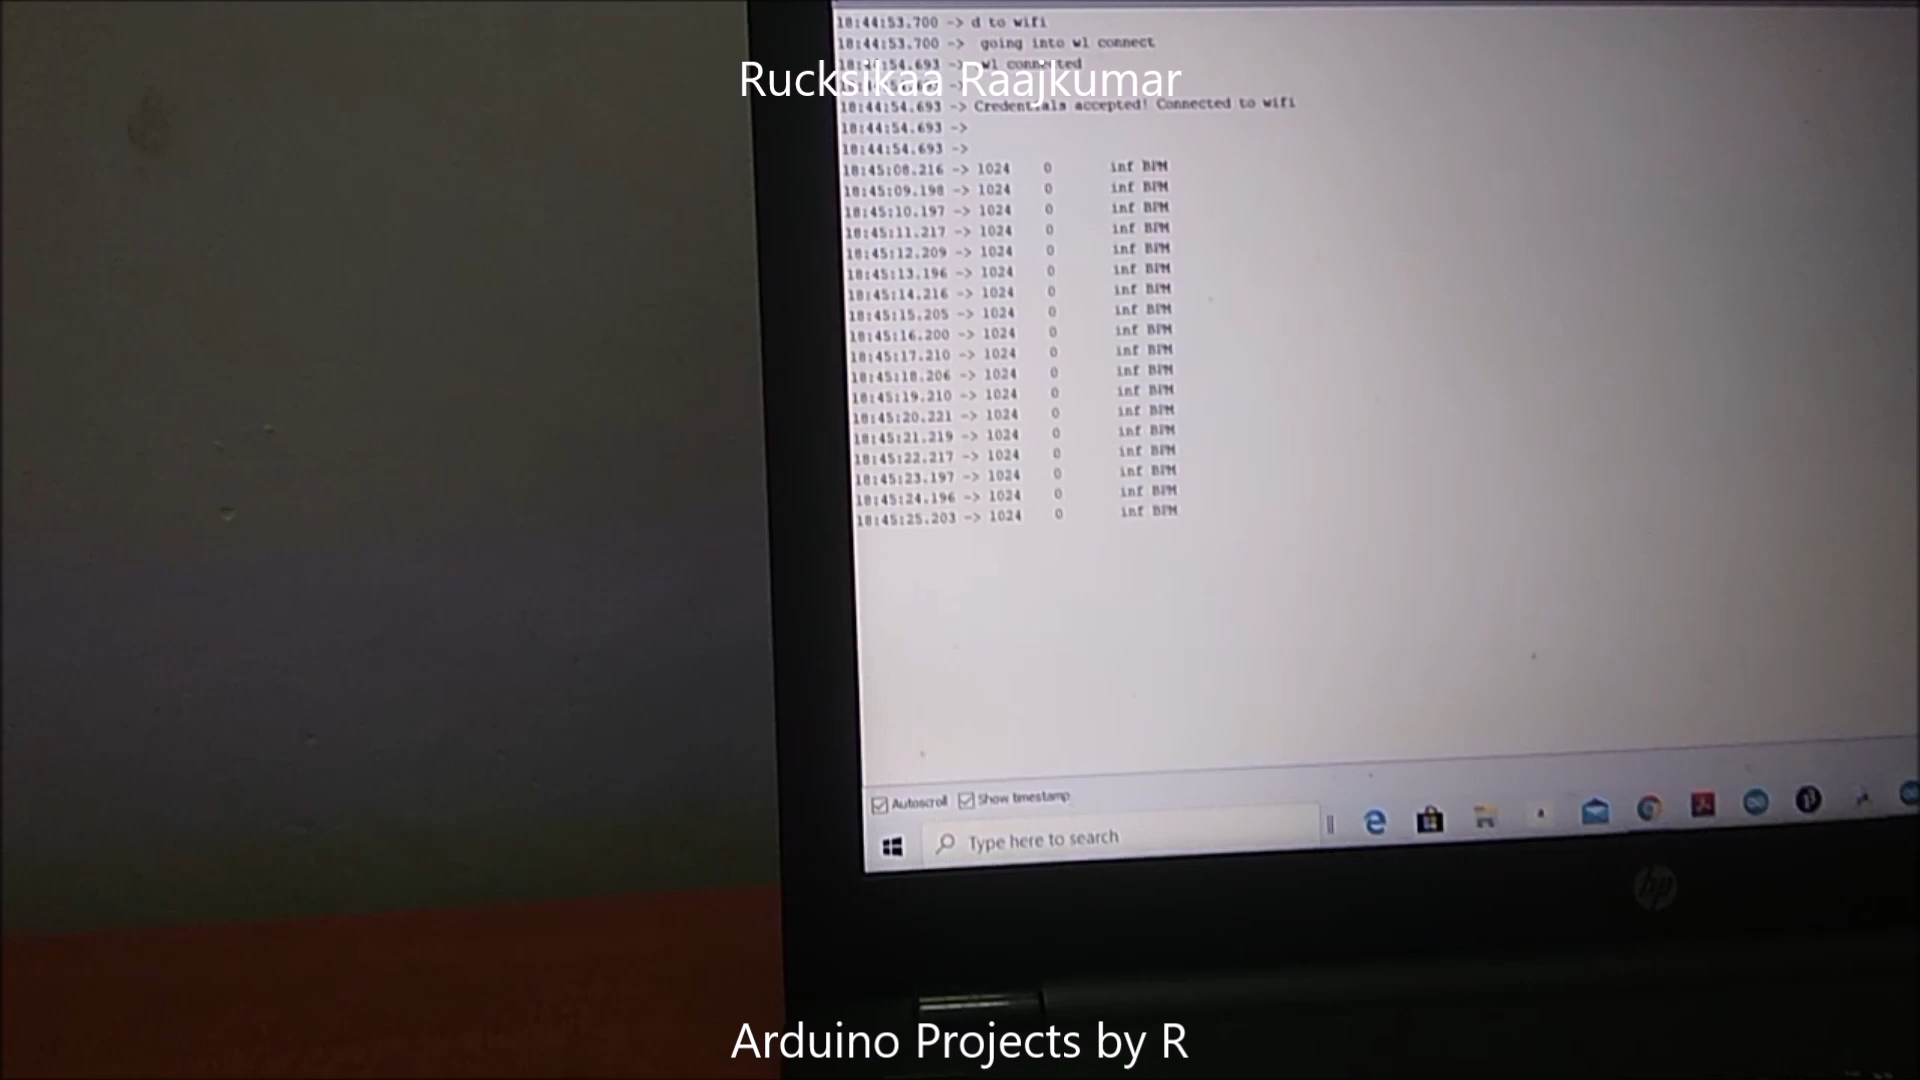 18:44:53.700 -> d to wifi
18:44:53.700 -> going into wl connect
18:44:54.693 -> wl connected
Rucksikaa Raajkumar
18:44:54.693 -> Credentials accepted! Connected to wifi
18:44:54.693 ->
18:44:54.693 ->
18:45:08.216 -> 1024 0 inf BPM
18:45:09.198 -> 1024 0 inf BPM
18:45:10.197 -> 1024 0 inf BPM
18:45:11.217 -> 1024 0 inf BPM
18:45:12.209 -> 1024 0 inf BPM
18:45:13.196 -> 1024 0 inf BPM
18:45:14.216 -> 1024 0 inf BPM
18:45:15.205 -> 1024 0 inf BPM
18:45:16.200 -> 1024 0 inf BPM
18:45:17.210 -> 1024 0 inf BPM
18:45:18.206 -> 1024 0 inf BPM
18:45:19.210 -> 1024 0 inf BPM
18:45:20.221 -> 1024 0 inf BPM
18:45:21.219 -> 1024 0 inf BPM
18:45:22.217 -> 1024 0 inf BPM
18:45:23.197 -> 1024 0 inf BPM
18:45:24.196 -> 1024 0 inf BPM
18:45:25.203 -> 1024 0 inf BPM
Autoscroll Show timestamp
Type here to search
hp
Arduino Projects by R